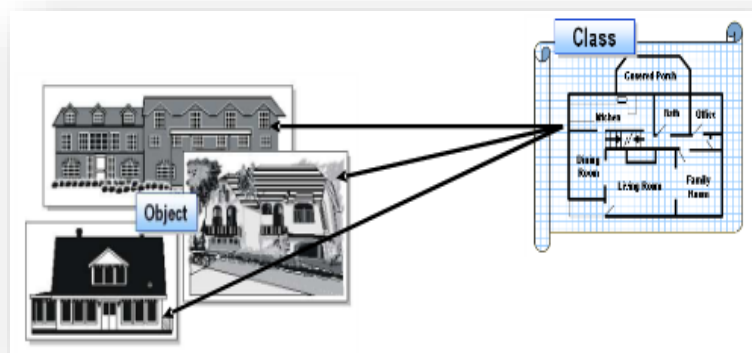 Class
Covered Porch
Kitchen
Bath
Office
Dining
Room
Living Room
Family
Room
Object